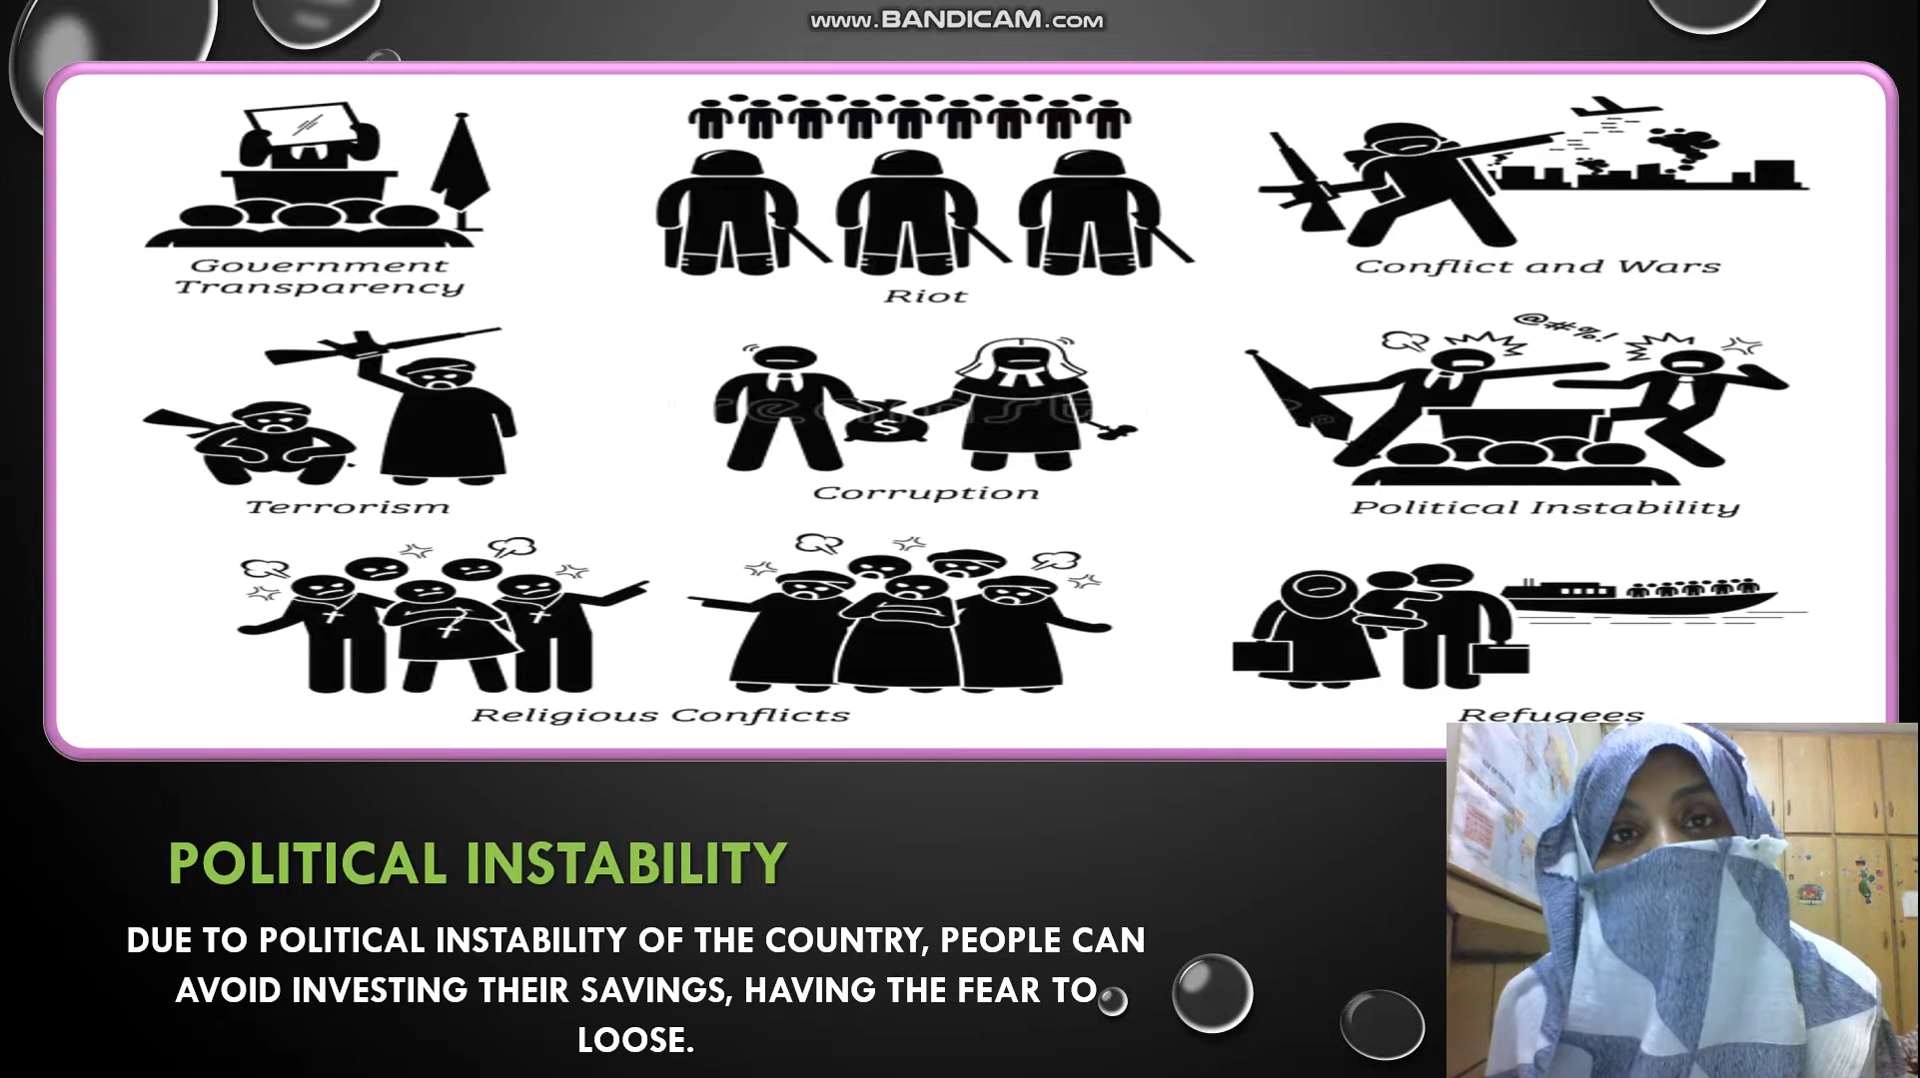 www.BANDICAM.com
Government
Transparency
Riot
Conflict and Wars
@#%!
Terrorism
$
Corruption
Political Instability
Religious Conflicts
Refugees
POLITICAL INSTABILITY
DUE TO POLITICAL INSTABILITY OF THE COUNTRY, PEOPLE CAN
AVOID INVESTING THEIR SAVINGS, HAVING THE FEAR TO
LOOSE.